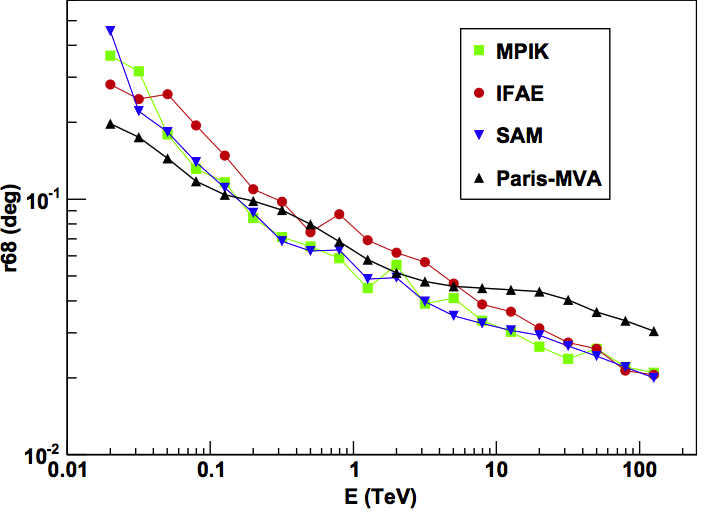 MPIK
IFAE
SAM
Paris-MVA
r68 (deg)
10-1
10-2
0.01 0.1 1 10 100
E (TeV)